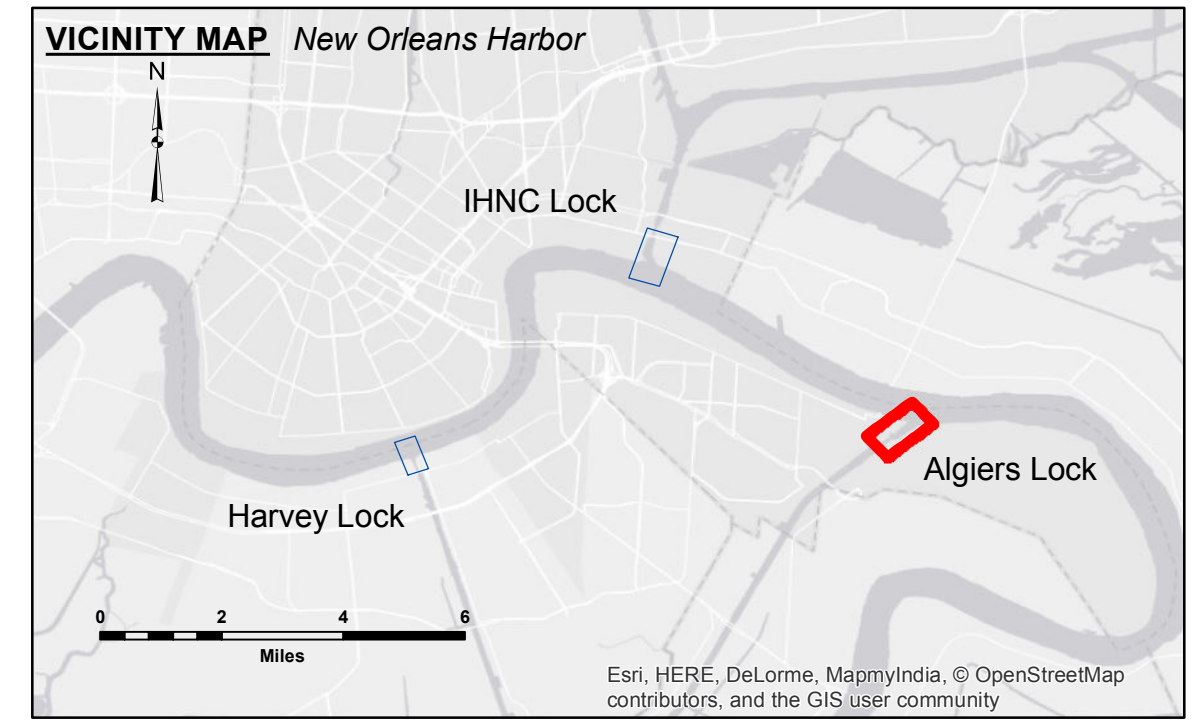 VICINITY MAP New Orleans Harbor
N
IHNC Lock
Algiers Lock
Harvey Lock
0 2 4 6
Miles
Esri, HERE, DeLorme, MapmyIndia, © OpenStreetMap
contributors, and the GIS user community